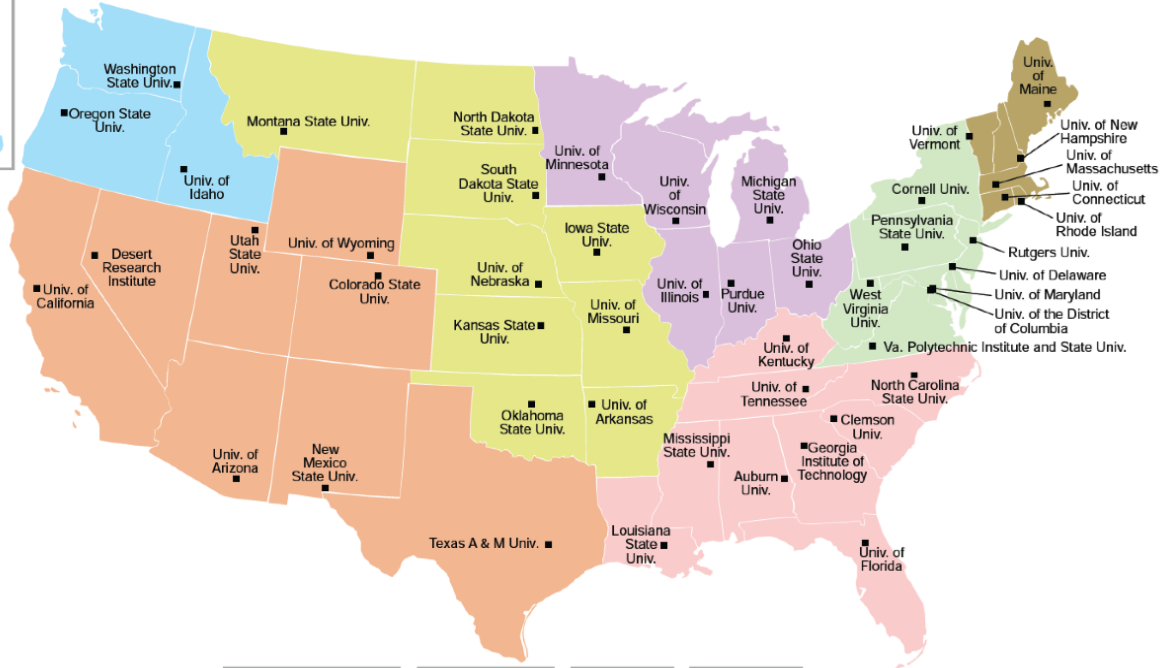 Washington
State Univ.
Oregon State
Univ.
Univ. of
Idaho
Montana State Univ.
North Dakota
State Univ.
South
Dakota State
Univ.
Univ. of
Minnesota
Univ.
of
Wisconsin
Michigan
State
Univ.
Iowa State
Univ.
Univ. of
Nebraska
Kansas State
Univ.
Univ. of
Missouri
Univ. of
Illinois
Purdue
Univ.
Ohio
State
Univ.
Utah
State
Univ.
Univ. of Wyoming
Colorado State
Univ.
Desert
Research
Institute
Univ. of
California
Univ. of
Arizona
New
Mexico
State Univ.
Texas A & M Univ.
Oklahoma
State Univ.
Univ. of
Arkansas
Louisiana
State
Univ.
Mississippi
State Univ.
Auburn
Univ.
Georgia
Institute of
Technology
Clemson
Univ.
Univ. of
Florida
Univ. of
Tennessee
Univ. of
Kentucky
North Carolina
State Univ.
Va. Polytechnic Institute and State Univ.
West
Virginia
Univ.
Pennsylvania
State Univ.
Cornell Univ.
Univ. of
Vermont
Univ.
of
Maine
Univ. of New
Hampshire
Univ. of
Massachusetts
Univ. of
Connecticut
Univ. of
Rhode Island
Rutgers Univ.
Univ. of Delaware
Univ. of Maryland
Univ. of the District
of Columbia